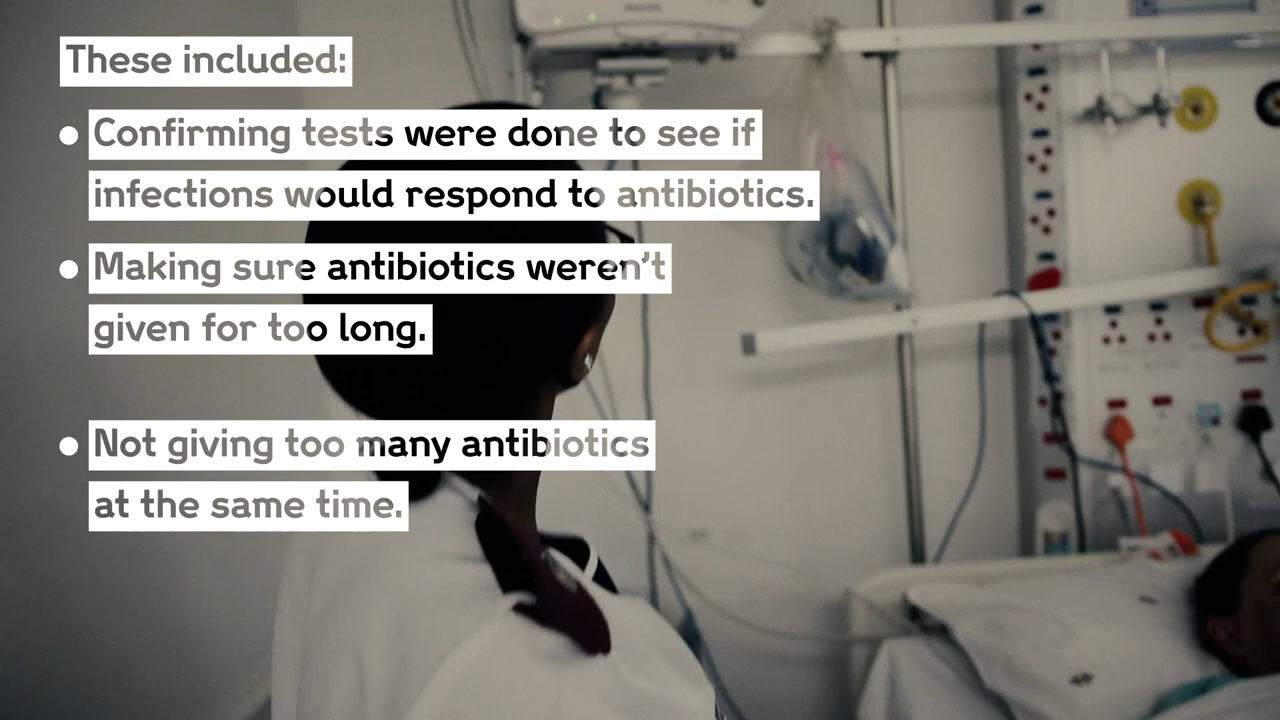 These included:
• Confirming tests were done to see if
infections would respond to antibiotics.
• Making sure antibiotics weren't
given for too long.
• Not giving too many antibiotics
at the same time.